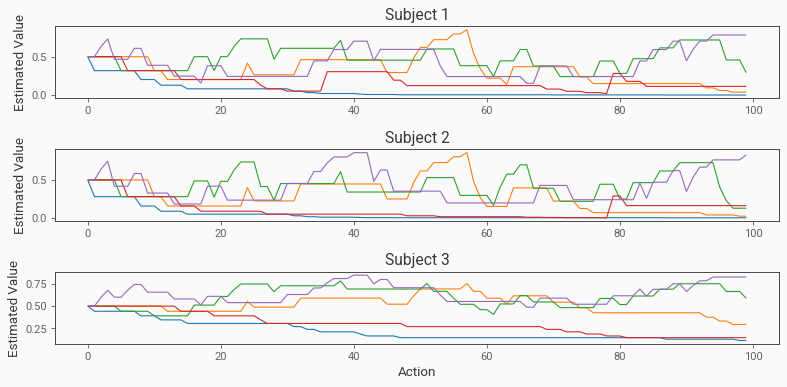 Subject 1
Estimated Value
0.5
0.0
0 20 40 60 80 100
Subject 2
Estimated Value
0.5
0.0
0 20 40 60 80 100
Subject 3
Estimated Value
0.75
0.50
0.25
0 20 40 60 80 100
Action